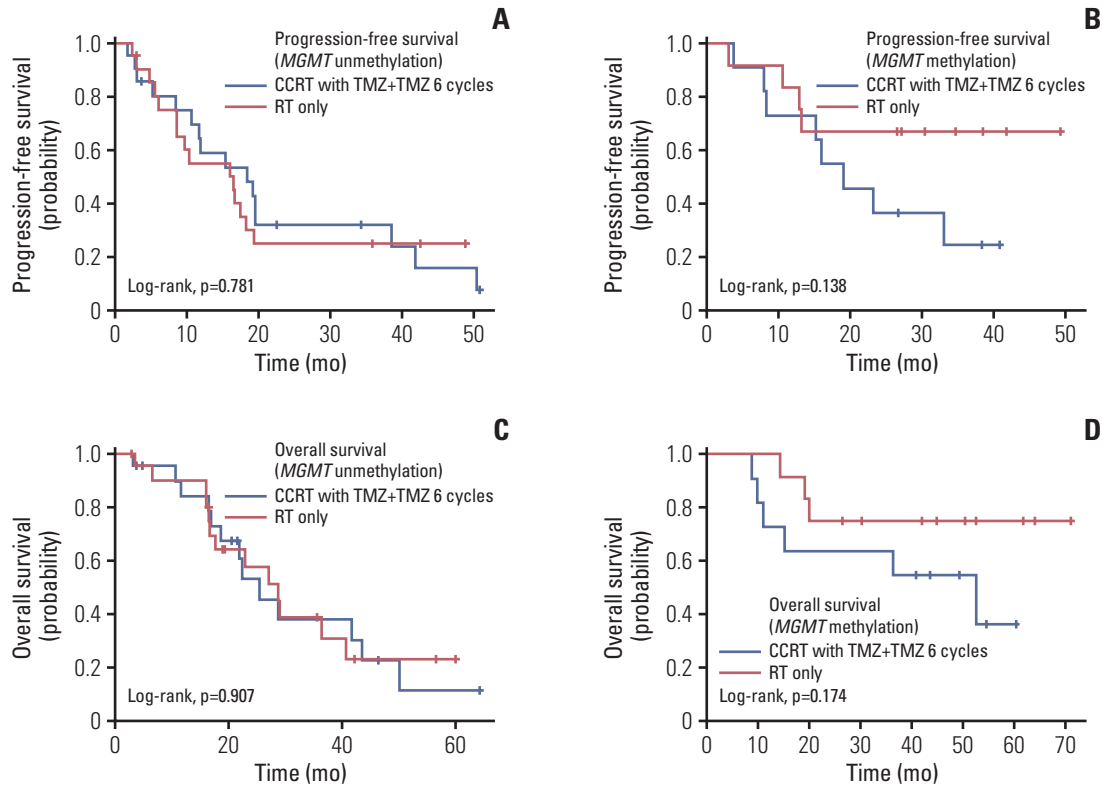 A
Progression-free survival
(MGMT unmethylation)
CCRT with TMZ+TMZ 6 cycles
RT only
Progression-free survival
(probability)
1.0
0.8
0.6
0.4
0.2
0
Log-rank, p=0.781
0 10 20 30 40 50
Time (mo)
B
Progression-free survival
(MGMT methylation)
CCRT with TMZ+TMZ 6 cycles
RT only
Progression-free survival
(probability)
1.0
0.8
0.6
0.4
0.2
0
Log-rank, p=0.138
0 10 20 30 40 50
Time (mo)
C
Overall survival
(MGMT unmethylation)
CCRT with TMZ+TMZ 6 cycles
RT only
Overall survival
(probability)
1.0
0.8
0.6
0.4
0.2
0
Log-rank, p=0.907
0 20 40 60
Time (mo)
D
Overall survival
(probability)
1.0
0.8
0.6
0.4
0.2
0
Overall survival
(MGMT methylation)
CCRT with TMZ+TMZ 6 cycles
RT only
Log-rank, p=0.174
0 10 20 30 40 50 60 70
Time (mo)